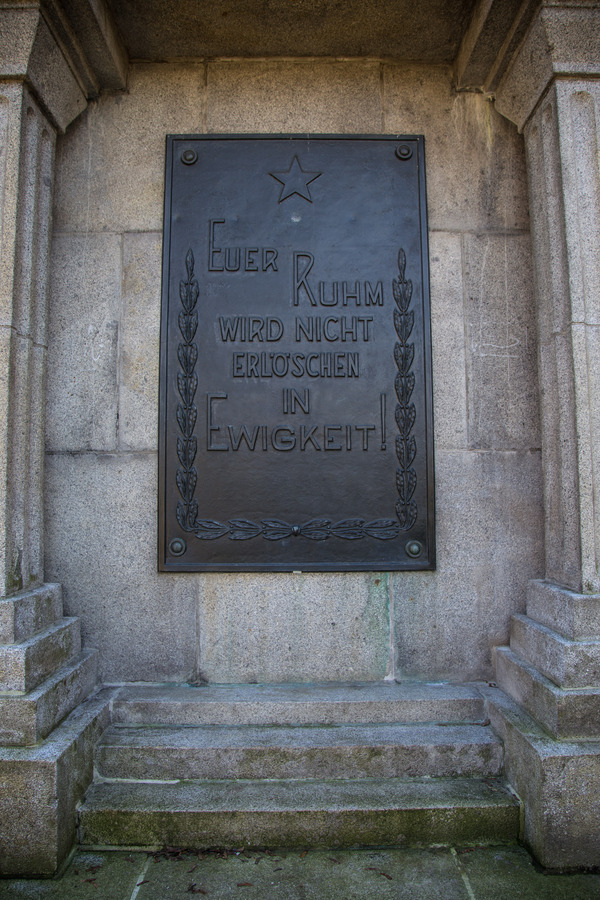 Euer
Ruhm
wird nicht
erlöschen
in
Ewigkeit!